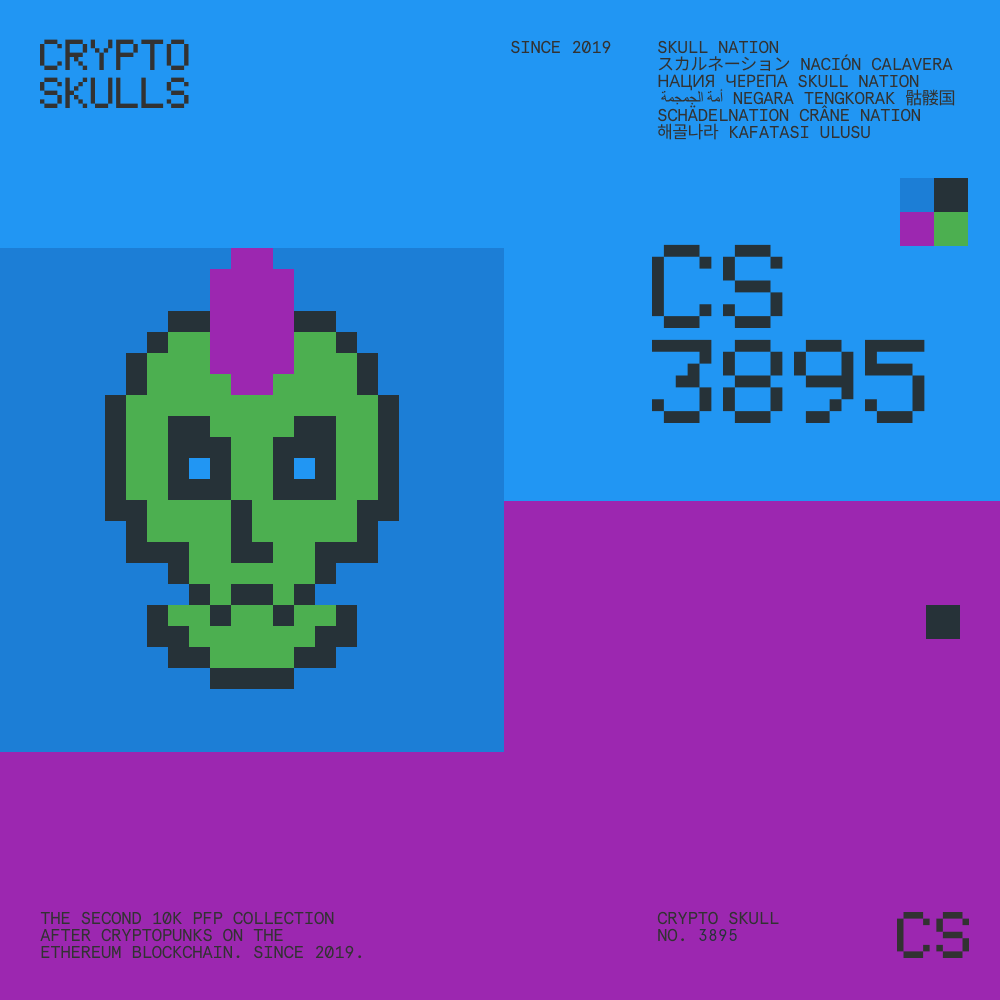 CRYPTO
SKULLS
SINCE 2019
SKULL NATION
スカルネーション NACIÓN CALAVERA
НАЦИЯ ЧЕРЕПА SKULL NATION
أمة الجمجمة NEGARA TENGKORAK 骷髅国
SCHÄDELNATION CRÂNE NATION
해골나라 KAFATASI ULUSU
CS
3895
THE SECOND 10K PFP COLLECTION
AFTER CRYPTOPUNKS ON THE
ETHEREUM BLOCKCHAIN. SINCE 2019.
CRYPTO SKULL
NO. 3895
CS